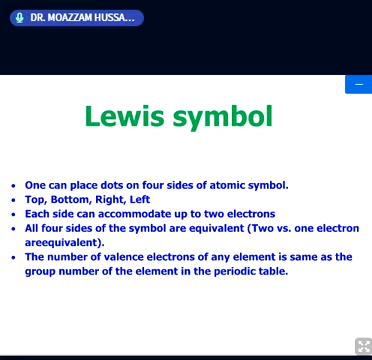 DR. MOAZZAM HUSSA...
Lewis symbol
• One can place dots on four sides of atomic symbol.
• Top, Bottom, Right, Left
• Each side can accommodate up to two electrons
• All four sides of the symbol are equivalent (Two vs. one electron
areequivalent).
• The number of valence electrons of any element is same as the
group number of the element in the periodic table.